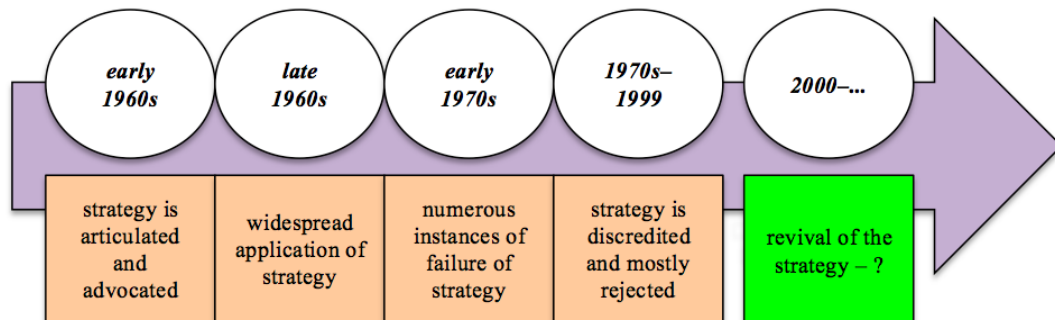 early
1960s
late
1960s
early
1970s
1970s–
1999
2000–...
strategy is
articulated
and
advocated
widespread
application of
strategy
numerous
instances of
failure of
strategy
strategy is
discredited
and mostly
rejected
revival of the
strategy – ?